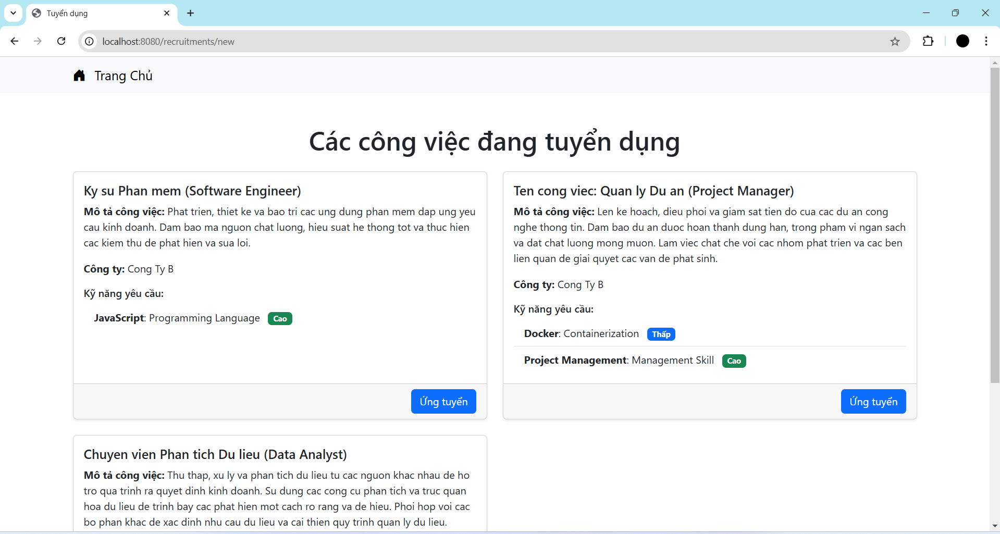 Tuyển dụng
localhost:8080/recruitments/new
Trang Chủ
Các công việc đang tuyển dụng
Ky su Phan mem (Software Engineer)
Mô tả công việc: Phat trien, thiet ke va bao tri cac ung dung phan mem dap ung yeu
cau kinh doanh. Dam bao ma nguon chat luong, hieu suat he thong tot va thuc hien
cac kiem thu de phat hien va sua loi.
Công ty: Cong Ty B
Kỹ năng yêu cầu:
JavaScript: Programming Language Cao
Ứng tuyển
Ten cong viec: Quan ly Du an (Project Manager)
Mô tả công việc: Len ke hoach, dieu phoi va giam sat tien do cua cac du an cong
nghe thong tin. Dam bao du an duoc hoan thanh dung han, trong pham vi ngan sach
va dat chat luong mong muon. Lam viec chat che voi cac nhom phat trien va cac ben
lien quan de giai quyet cac van de phat sinh.
Công ty: Cong Ty B
Kỹ năng yêu cầu:
Docker: Containerization Thấp
Project Management: Management Skill Cao
Ứng tuyển
Chuyen vien Phan tich Du lieu (Data Analyst)
Mô tả công việc: Thu thap, xu ly va phan tich du lieu tu cac nguon khac nhau de ho
tro qua trinh ra quyet dinh kinh doanh. Su dung cac cong cu phan tich va truc quan
hoa du lieu de trinh bay cac phat hien mot cach ro rang va de hieu. Phoi hop voi cac
bo phan khac de xac dinh nhu cau du lieu va cai thien quy trinh quan ly du lieu.